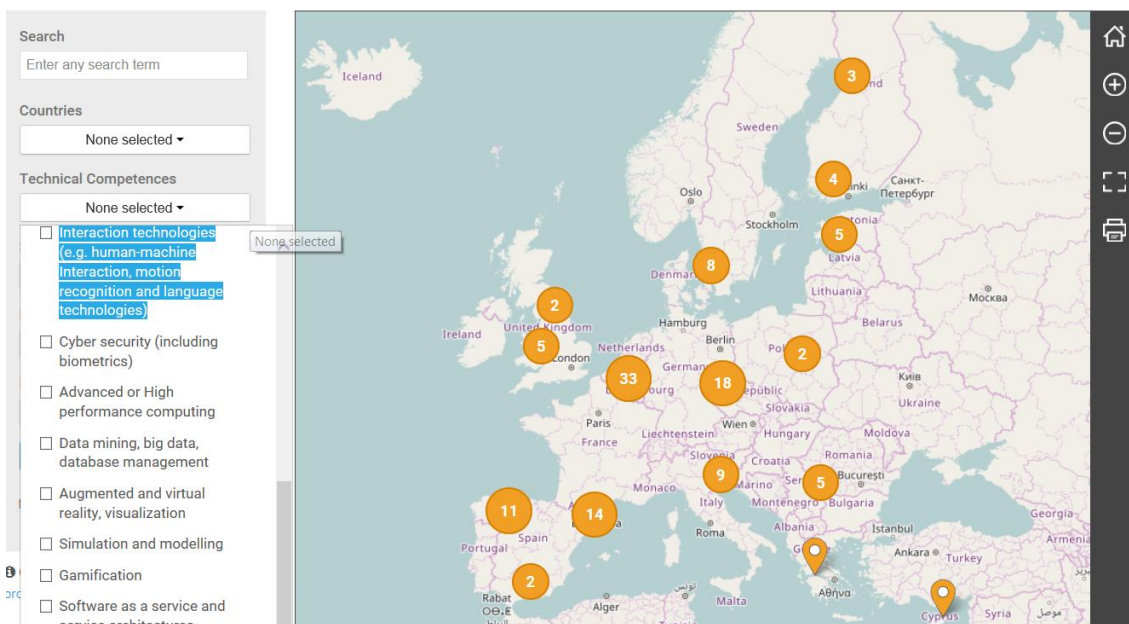 Search
Enter any search term
Countries
None selected
Technical Competences
None selected
None selected
Interaction technologies
(e.g. human-machine
Interaction, motion
recognition and language
technologies)
Cyber security (including
biometrics)
Advanced or High
performance computing
Data mining, big data,
database management
Augmented and virtual
reality, visualization
Simulation and modelling
Gamification
Software as a service and
service architectures
Iceland
3
Sweden
4
Санкт-
Петербург
Oslo
Stockholm
5
Latvia
8
Lithuania
Москва
2
United Kingdom
Ireland
5
Hamburg
Belarus
Netherlands
Berlin
2
33
18
Київ
Ukraine
Slovakia
Paris
France
Liechtenstein
Wien
Hungary
Moldova
Slovenia
Croatia
Romania
9
5
București
Monaco
Italy
Montenegro
Bulgaria
11
14
Roma
Albania
Istanbul
Georgia
Armenia
Spain
Portugal
Ankara
Turkey
2
Αθήνα
Rabat
Alger
تونس
Malta
Cyprus
Syria
موصل